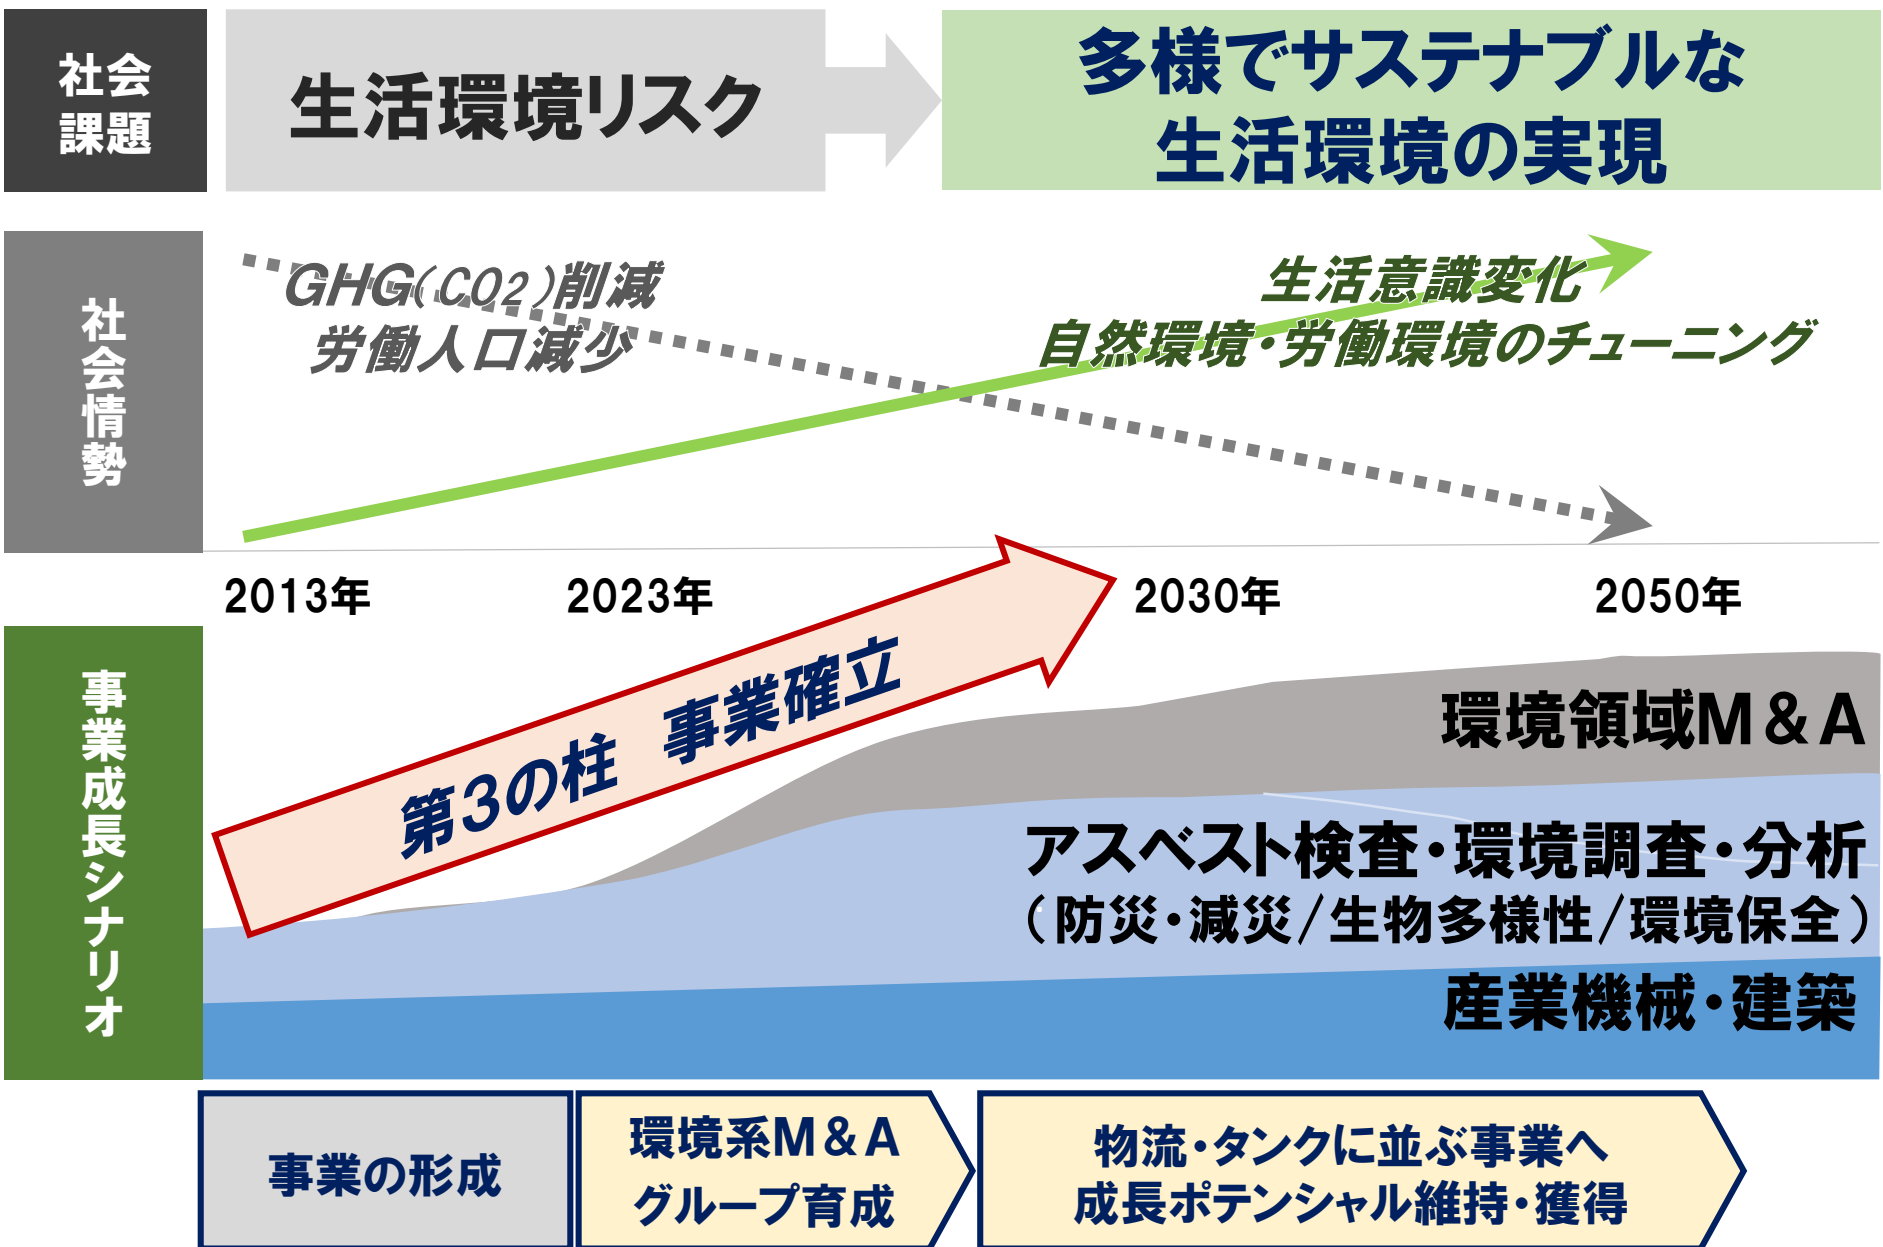 社会
課題
生活環境リスク
多様でサステナブルな
生活環境の実現
社会情勢
GHG(CO2)削減
労働人口減少
生活意識変化
自然環境・労働環境のチューニング
2013年
2023年
2030年
2050年
第3の柱 事業確立
事業成長シナリオ
環境領域M&A
アスベスト検査・環境調査・分析
(防災・減災/生物多様性/環境保全)
産業機械・建築
事業の形成
環境系M&A
グループ育成
物流・タンクに並ぶ事業へ
成長ポテンシャル維持・獲得